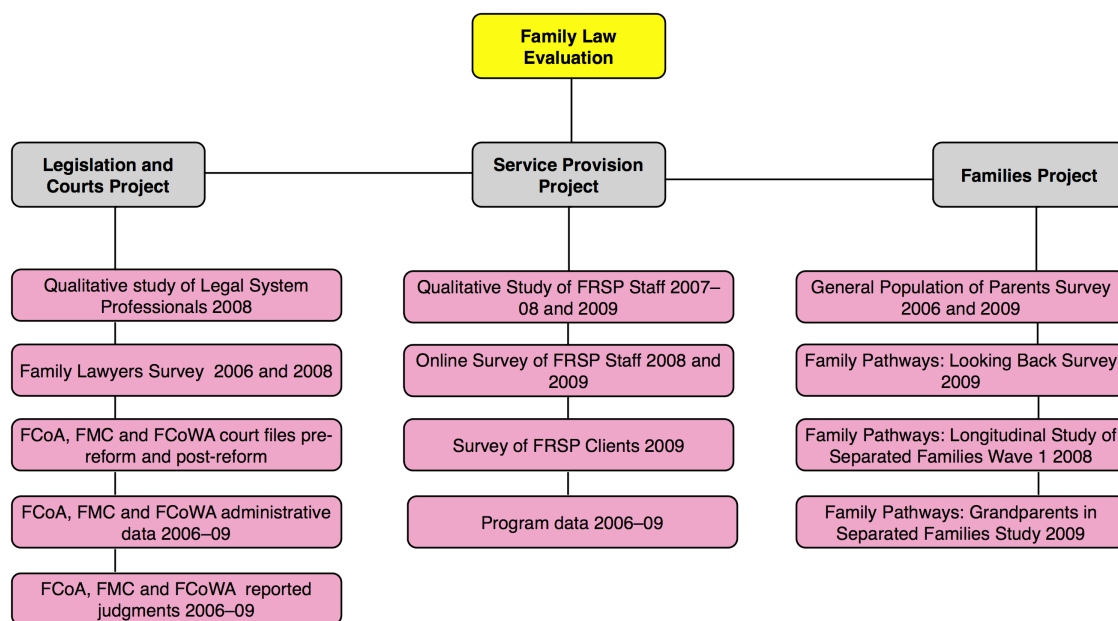 Family Law
Evaluation
Legislation and
Courts Project
Service Provision
Project
Families Project
Qualitative study of Legal System
Professionals 2008
Family Lawyers Survey 2006 and 2008
FCoA, FMC and FCoWA court files pre-
reform and post-reform
FCoA, FMC and FCoWA administrative
data 2006–09
FCoA, FMC and FCoWA reported
judgments 2006–09
Qualitative Study of FRSP Staff 2007–
08 and 2009
Online Survey of FRSP Staff 2008 and
2009
Survey of FRSP Clients 2009
Program data 2006–09
General Population of Parents Survey
2006 and 2009
Family Pathways: Looking Back Survey
2009
Family Pathways: Longitudinal Study of
Separated Families Wave 1 2008
Family Pathways: Grandparents in
Separated Families Study 2009